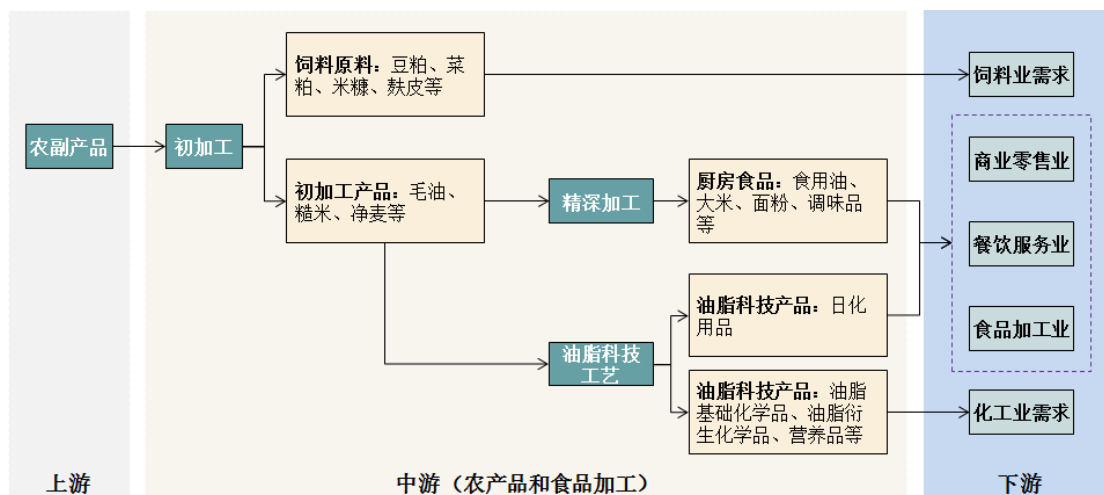 农副产品
初加工
饲料原料：豆粕、菜
粕、米糠、麸皮等
初加工产品：毛油、
糙米、净麦等
精深加工
油脂科技
工艺
厨房食品：食用油、
大米、面粉、调味品
等
油脂科技产品：日化
用品
油脂科技产品：油脂
基础化学品、油脂衍
生化学品、营养品等
饲料业需求
商业零售业
餐饮服务业
食品加工业
化工业需求
上游
中游（农产品和食品加工）
下游